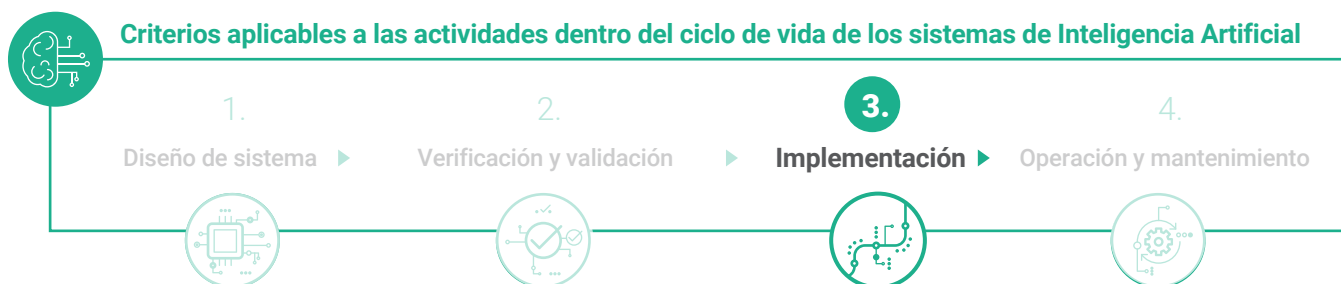 Criterios aplicables a las actividades dentro del ciclo de vida de los sistemas de Inteligencia Artificial
1.
Diseño de sistema
2.
Verificación y validación
3.
Implementación
4.
Operación y mantenimiento